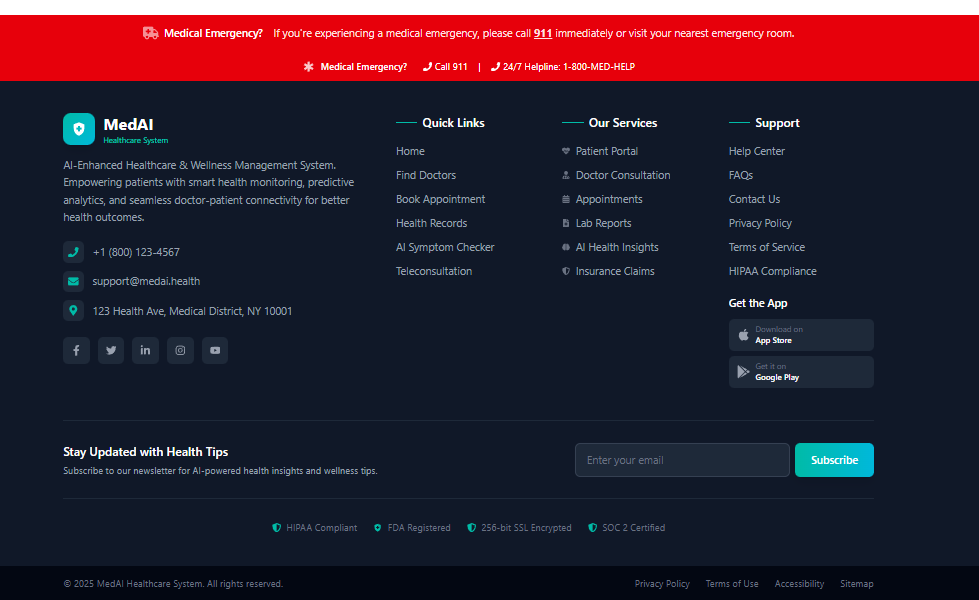 Medical Emergency? If you're experiencing a medical emergency, please call 911 immediately or visit your nearest emergency room.
Medical Emergency? Call 911 | 24/7 Helpline: 1-800-MED-HELP
MedAI
Healthcare System
AI-Enhanced Healthcare & Wellness Management System.
Empowering patients with smart health monitoring, predictive
analytics, and seamless doctor-patient connectivity for better
health outcomes.
+1 (800) 123-4567
support@medai.health
123 Health Ave, Medical District, NY 10001
Quick Links
Home
Find Doctors
Book Appointment
Health Records
AI Symptom Checker
Teleconsultation
Our Services
Patient Portal
Doctor Consultation
Appointments
Lab Reports
AI Health Insights
Insurance Claims
Support
Help Center
FAQs
Contact Us
Privacy Policy
Terms of Service
HIPAA Compliance
Get the App
Download on
App Store
Get it on
Google Play
Stay Updated with Health Tips
Subscribe to our newsletter for AI-powered health insights and wellness tips.
Enter your email
Subscribe
HIPAA Compliant FDA Registered 256-bit SSL Encrypted SOC 2 Certified
© 2025 MedAI Healthcare System. All rights reserved.
Privacy Policy Terms of Use Accessibility Sitemap